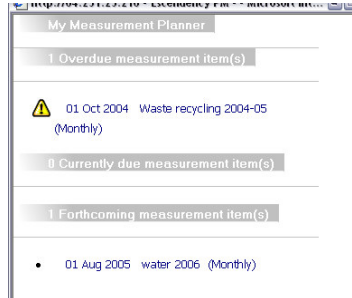 My Measurement Planner
1 Overdue measurement item(s)
01 Oct 2004 Waste recycling 2004-05
(Monthly)
0 Currently due measurement item(s)
1 Forthcoming measurement item(s)
01 Aug 2005 water 2006 (Monthly)